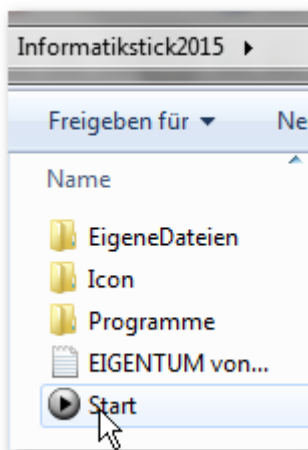 Informatikstick2015
Freigeben für
Ne
Name
EigeneDateien
Icon
Programme
EIGENTUM von...
Start